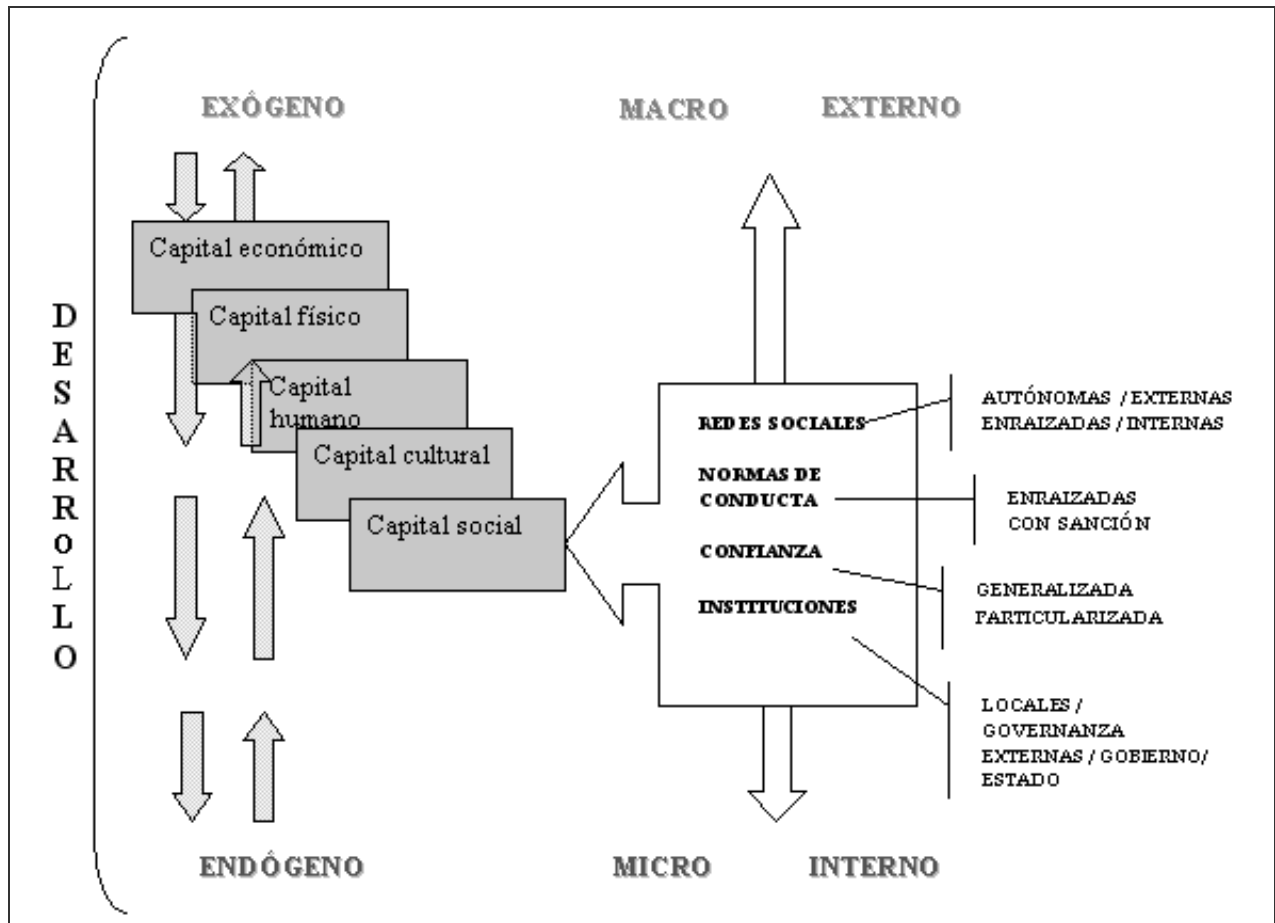 EXÓGENO
MACRO
EXTERNO
DESARRoLLO
Capital económico
Capital físico
Capital
humano
Capital cultural
Capital social
REDES SOCIALES
NORMAS DE
CONDUCTA
CONFIANZA
INSTITUCIONES
AUTÓNOMAS / EXTERNAS
ENRAIZADAS / INTERNAS
ENRAIZADAS
CON SANCIÓN
GENERALIZADA
PARTICULARIZADA
LOCALES /
GOVERNANZA
EXTERNAS / GOBIERNO/
ESTADO
ENDÓGENO
MICRO
INTERNO